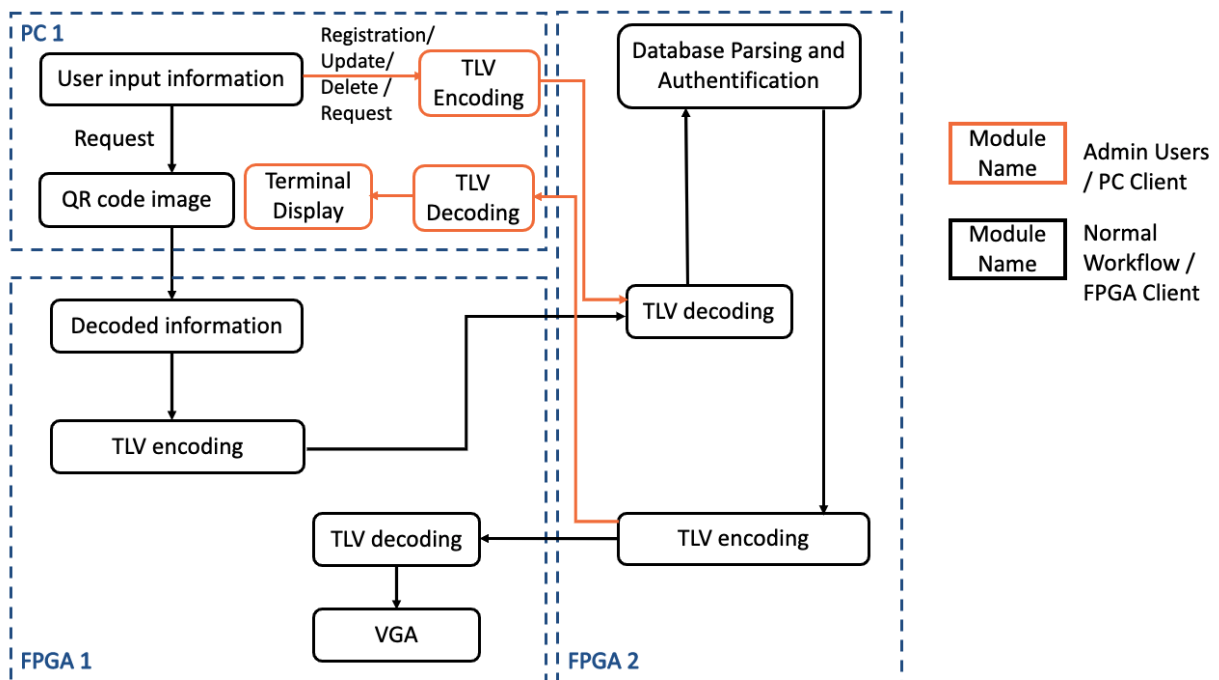 PC 1
User input information
Registration/
Update/
Delete /
Request
TLV
Encoding
Request
QR code image
Terminal
Display
TLV
Decoding
Decoded information
TLV encoding
TLV decoding
VGA
FPGA 1
Database Parsing and
Authentification
TLV decoding
TLV encoding
FPGA 2
Module
Name
Admin Users
/ PC Client
Module
Name
Normal
Workflow /
FPGA Client